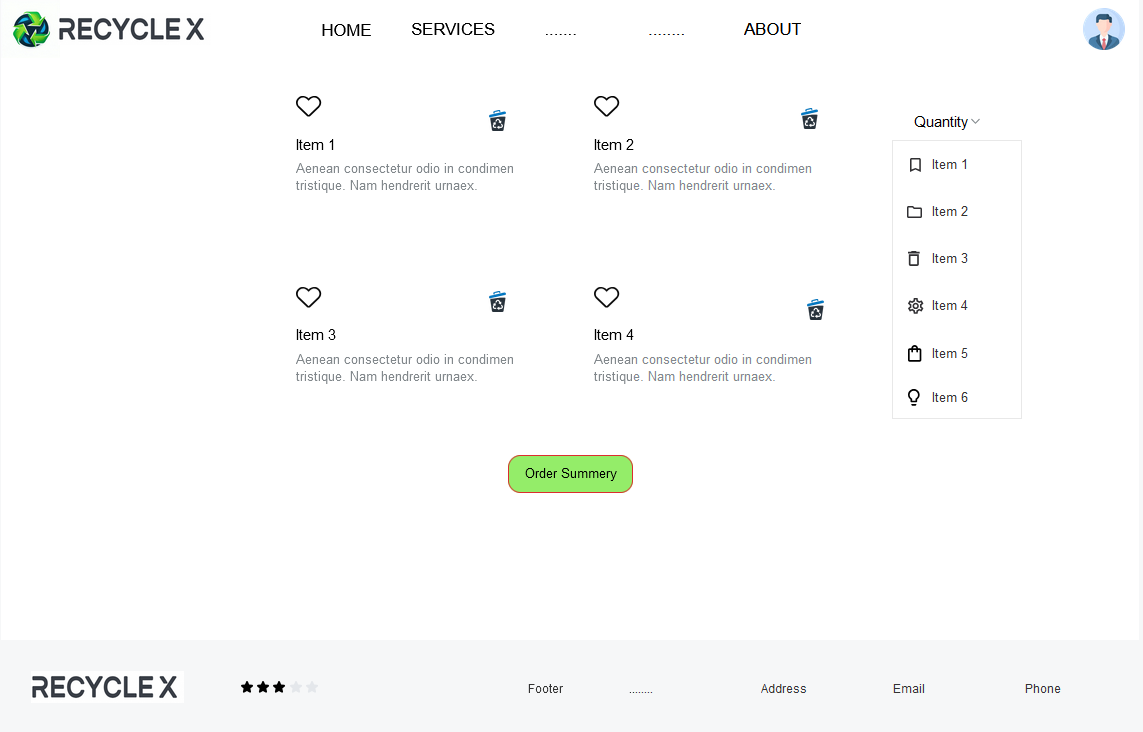 RECYCLE X
HOME
SERVICES
.......
........
ABOUT
Item 1
Aenean consectetur odio in condimen
tristique. Nam hendrerit urnaex.
Item 2
Aenean consectetur odio in condimen
tristique. Nam hendrerit urnaex.
Quantity
Item 1
Item 2
Item 3
Item 4
Item 5
Item 6
Item 3
Aenean consectetur odio in condimen
tristique. Nam hendrerit urnaex.
Item 4
Aenean consectetur odio in condimen
tristique. Nam hendrerit urnaex.
Order Summery
RECYCLE X
Footer
........
Address
Email
Phone